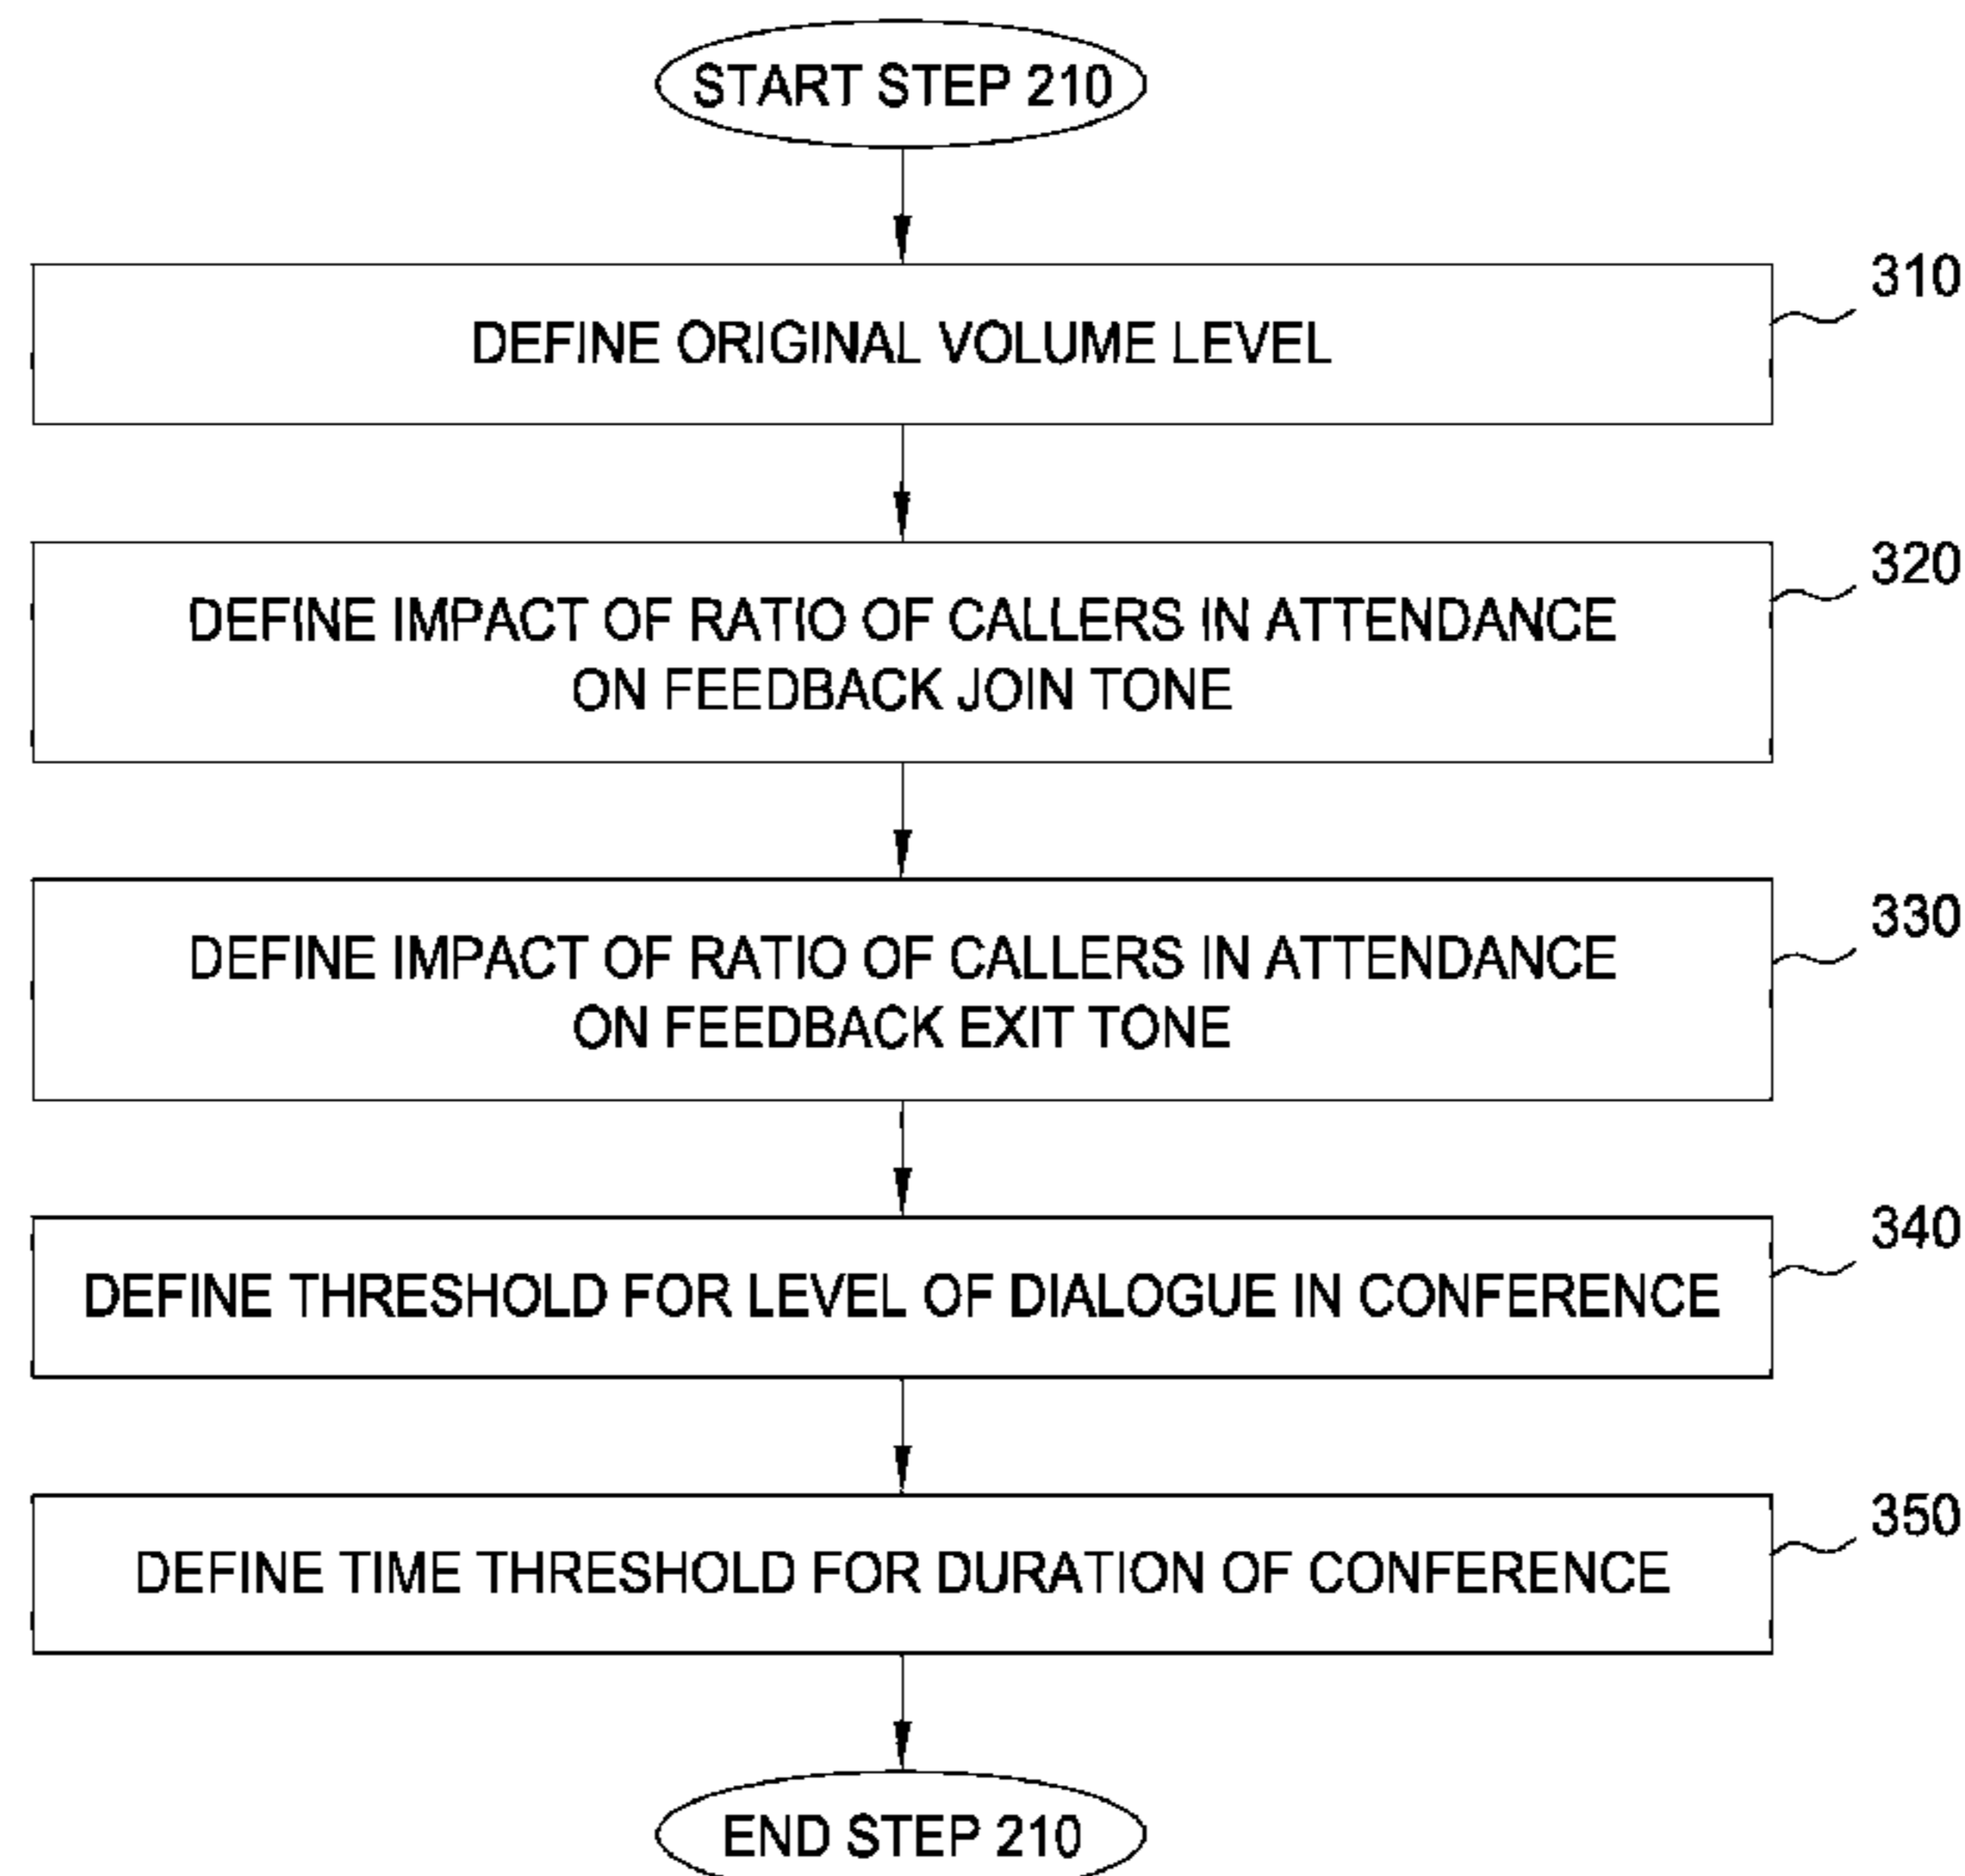 START STEP 210
310
DEFINE ORIGINAL VOLUME LEVEL
320
DEFINE IMPACT OF RATIO OF CALLERS IN ATTENDANCE
ON FEEDBACK JOIN TONE
330
DEFINE IMPACT OF RATIO OF CALLERS IN ATTENDANCE
ON FEEDBACK EXIT TONE
340
DEFINE THRESHOLD FOR LEVEL OF DIALOGUE IN CONFERENCE
350
DEFINE TIME THRESHOLD FOR DURATION OF CONFERENCE
END STEP 210